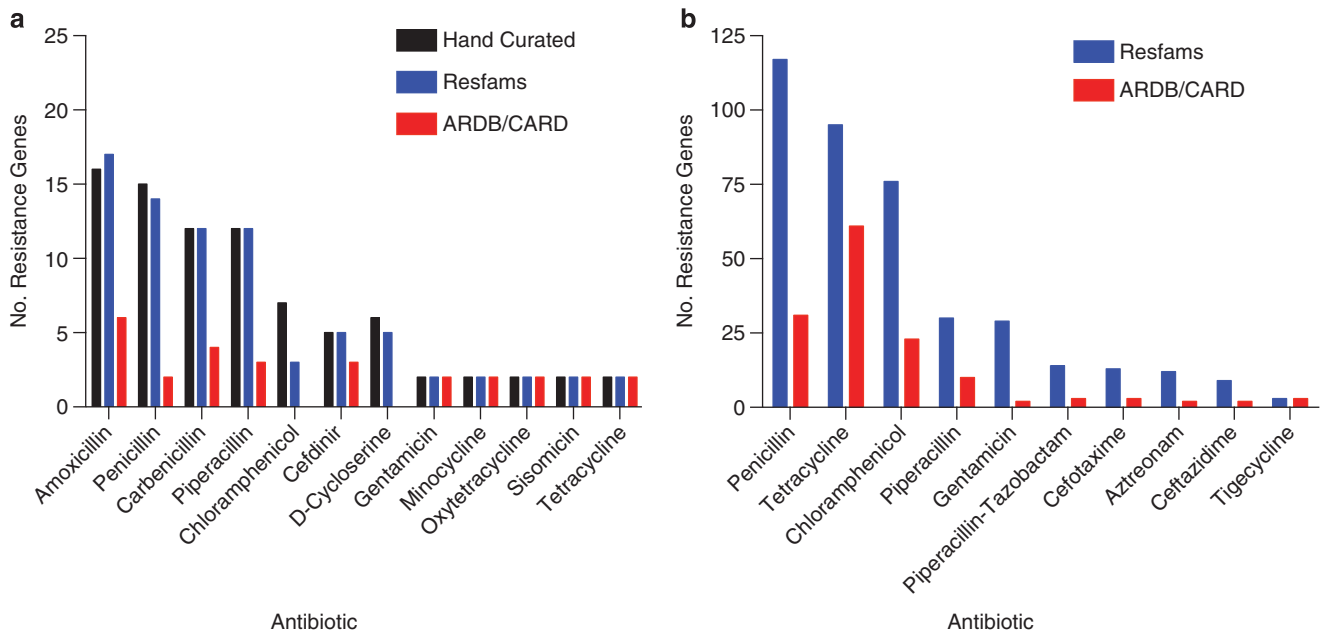 a
25
20
15
10
5
0
No. Resistance Genes
Hand Curated
Resfams
ARDB/CARD
Amoxicillin
Penicillin
Carbenicillin
Piperacillin
Chloramphenicol
Cefdinir
D-Cycloserine
Gentamicin
Minocycline
Oxytetracycline
Sisomicin
Tetracycline
Antibiotic
b
125
100
75
50
25
0
No. Resistance Genes
Resfams
ARDB/CARD
Penicillin
Tetracycline
Chloramphenicol
Piperacillin
Gentamicin
Piperacillin-Tazobactam
Cefotaxime
Aztreonam
Ceftazidime
Tigecycline
Antibiotic